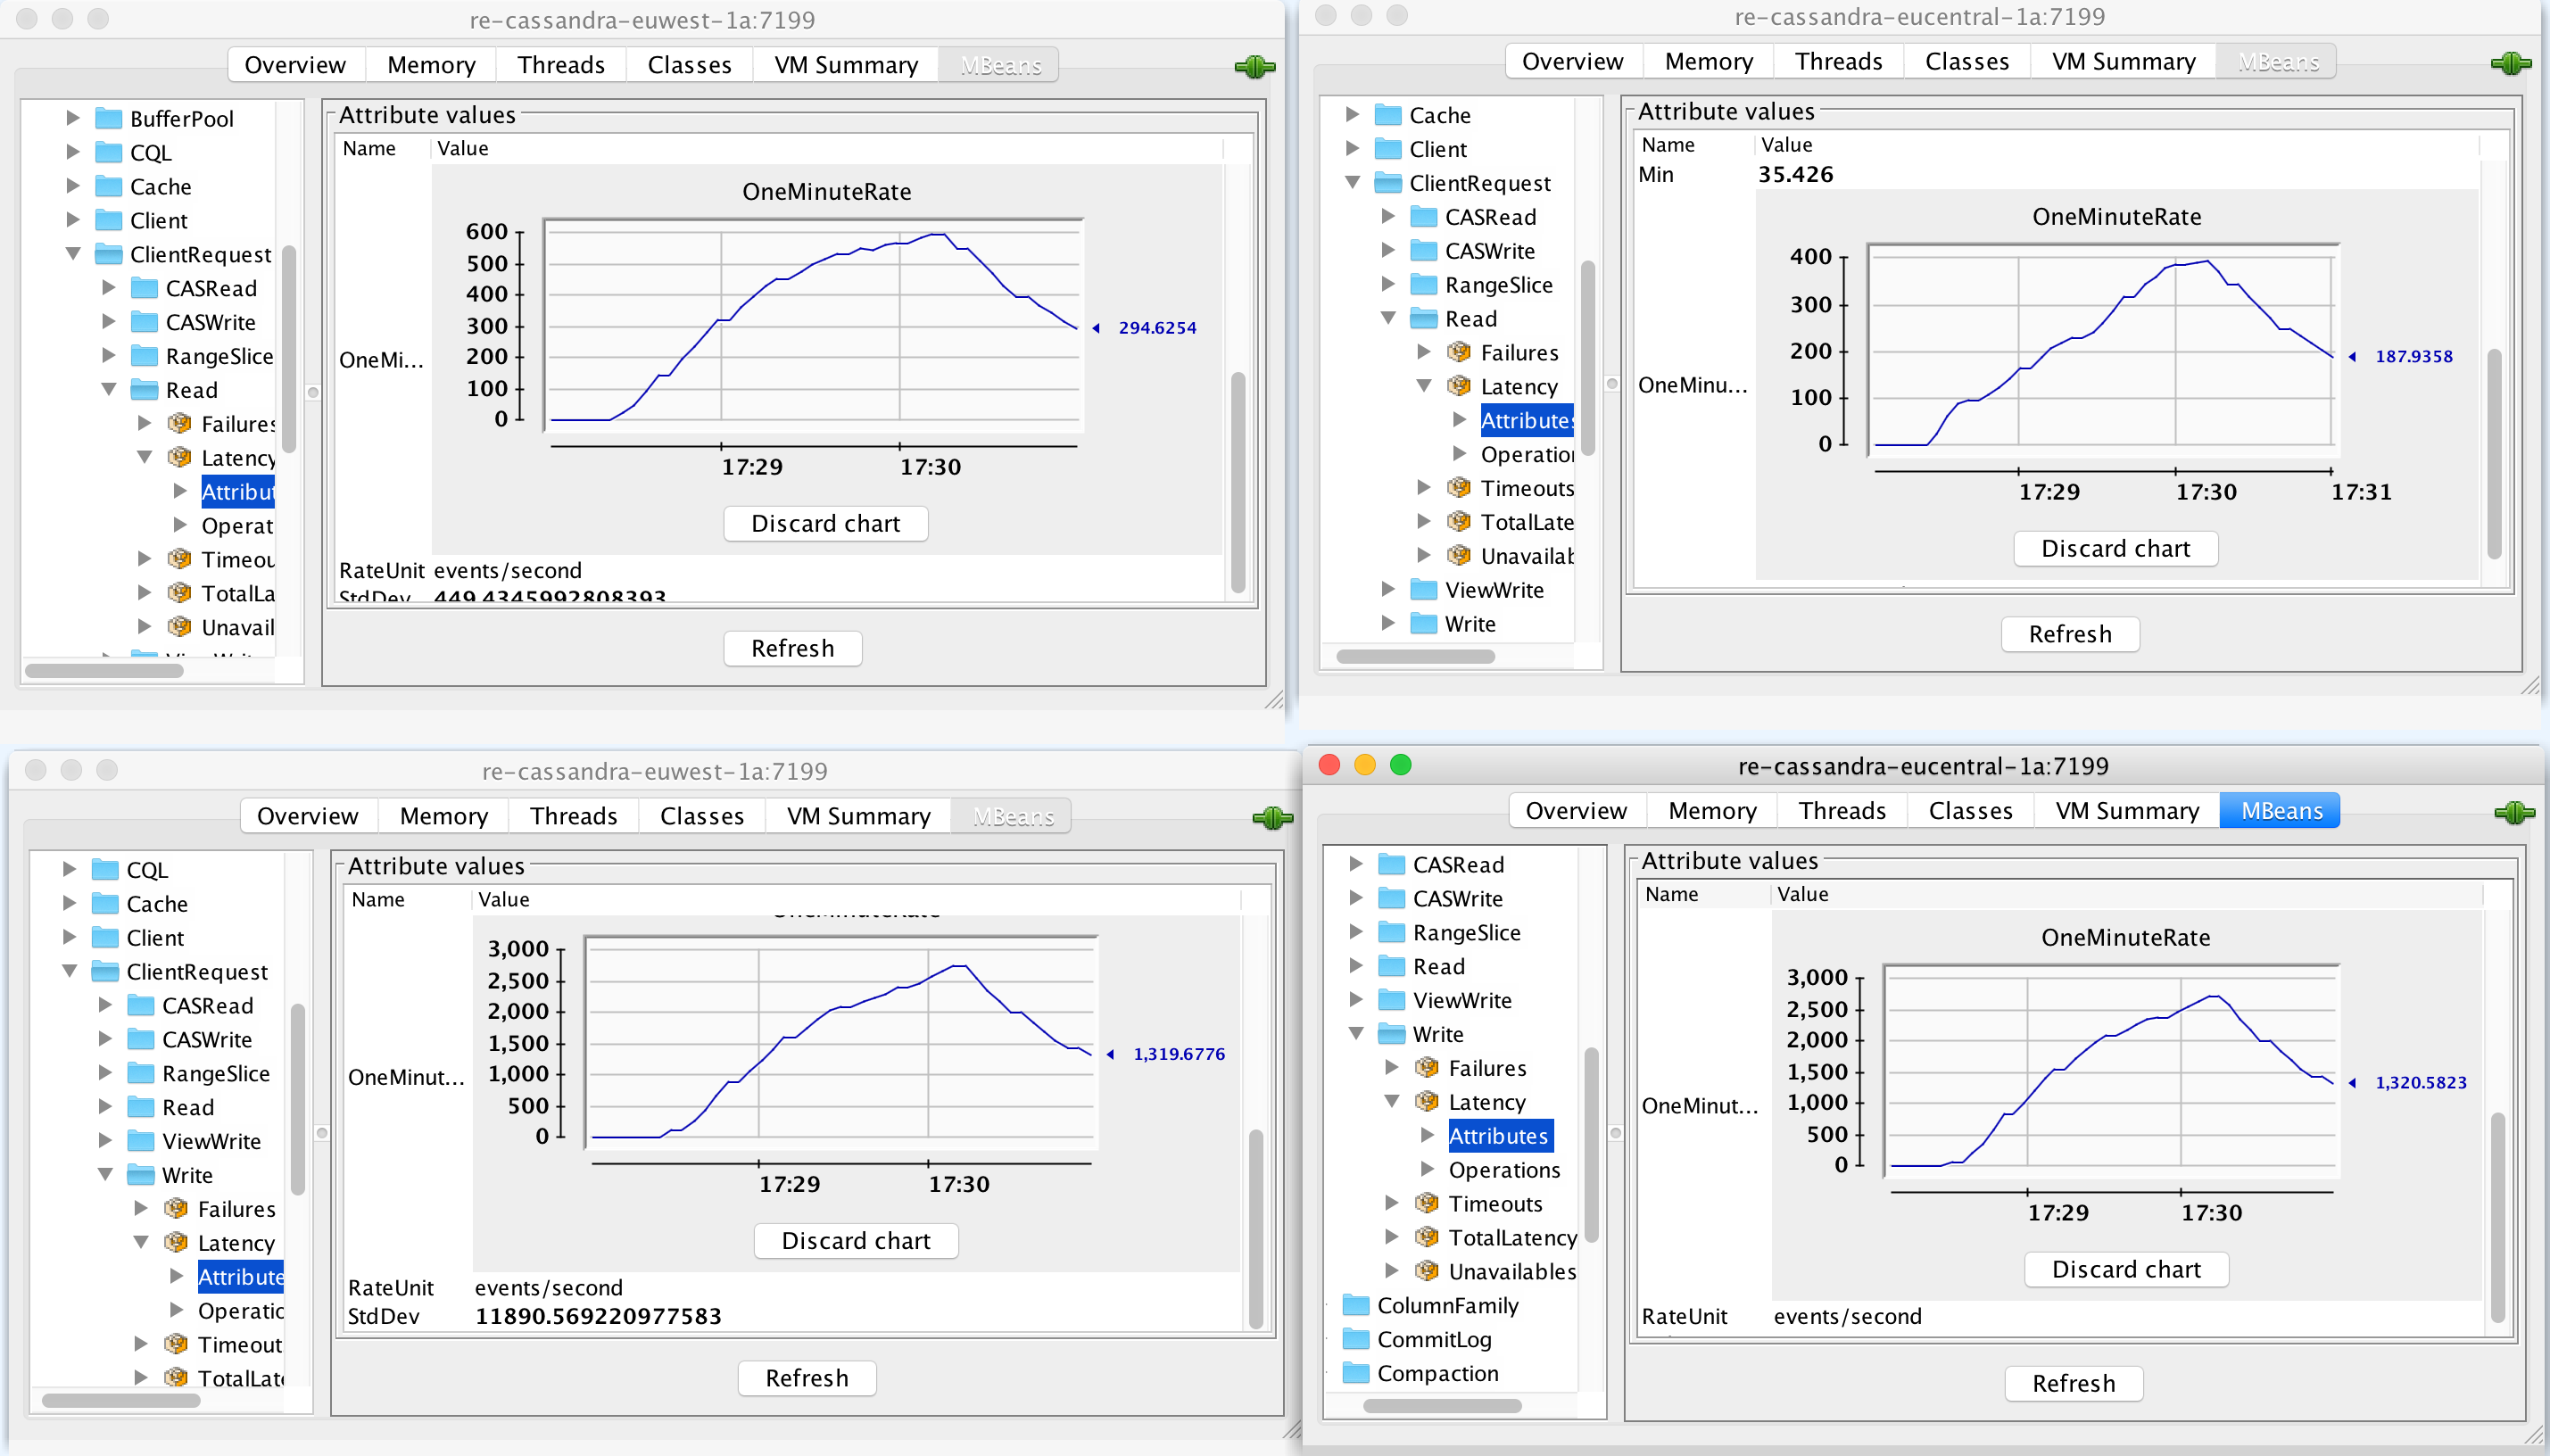 re-cassandra-euwest-1a:7199
Overview Memory Threads Classes VM Summary MBeans
BufferPool
CQL
Cache
Client
ClientRequest
CASRead
CASWrite
RangeSlice
Read
Failures
Latency
Attribut
Operat
Timeou
TotalLa
Unavail
Attribute values
Name Value
OneMi...
OneMinuteRate
600
500
400
300
200
100
0
294.6254
17:29 17:30
Discard chart
RateUnit events/second
StdDev 449.4345992808393
Refresh
re-cassandra-eucentral-1a:7199
Overview Memory Threads Classes VM Summary MBeans
Cache
Client
ClientRequest
CASRead
CASWrite
RangeSlice
Read
Failures
Latency
Attributes
Operation
Timeouts
TotalLate
Unavailab
ViewWrite
Write
Attribute values
Name Value
Min 35.426
OneMinu...
OneMinuteRate
400
300
200
100
0
187.9358
17:29 17:30 17:31
Discard chart
Refresh
re-cassandra-euwest-1a:7199
Overview Memory Threads Classes VM Summary MBeans
CQL
Cache
Client
ClientRequest
CASRead
CASWrite
RangeSlice
Read
ViewWrite
Write
Failures
Latency
Attribute
Operatio
Timeout
TotalLate
Attribute values
Name Value
OneMinut...
OneMinuteRate
3,000
2,500
2,000
1,500
1,000
500
0
1,319.6776
17:29 17:30
Discard chart
RateUnit events/second
StdDev 11890.569220977583
Refresh
re-cassandra-eucentral-1a:7199
Overview Memory Threads Classes VM Summary MBeans
CASRead
CASWrite
RangeSlice
Read
ViewWrite
Write
Failures
Latency
Attributes
Operations
Timeouts
TotalLatency
Unavailables
ColumnFamily
CommitLog
Compaction
Attribute values
Name Value
OneMinut...
OneMinuteRate
3,000
2,500
2,000
1,500
1,000
500
0
1,320.5823
17:29 17:30
Discard chart
RateUnit events/second
Refresh